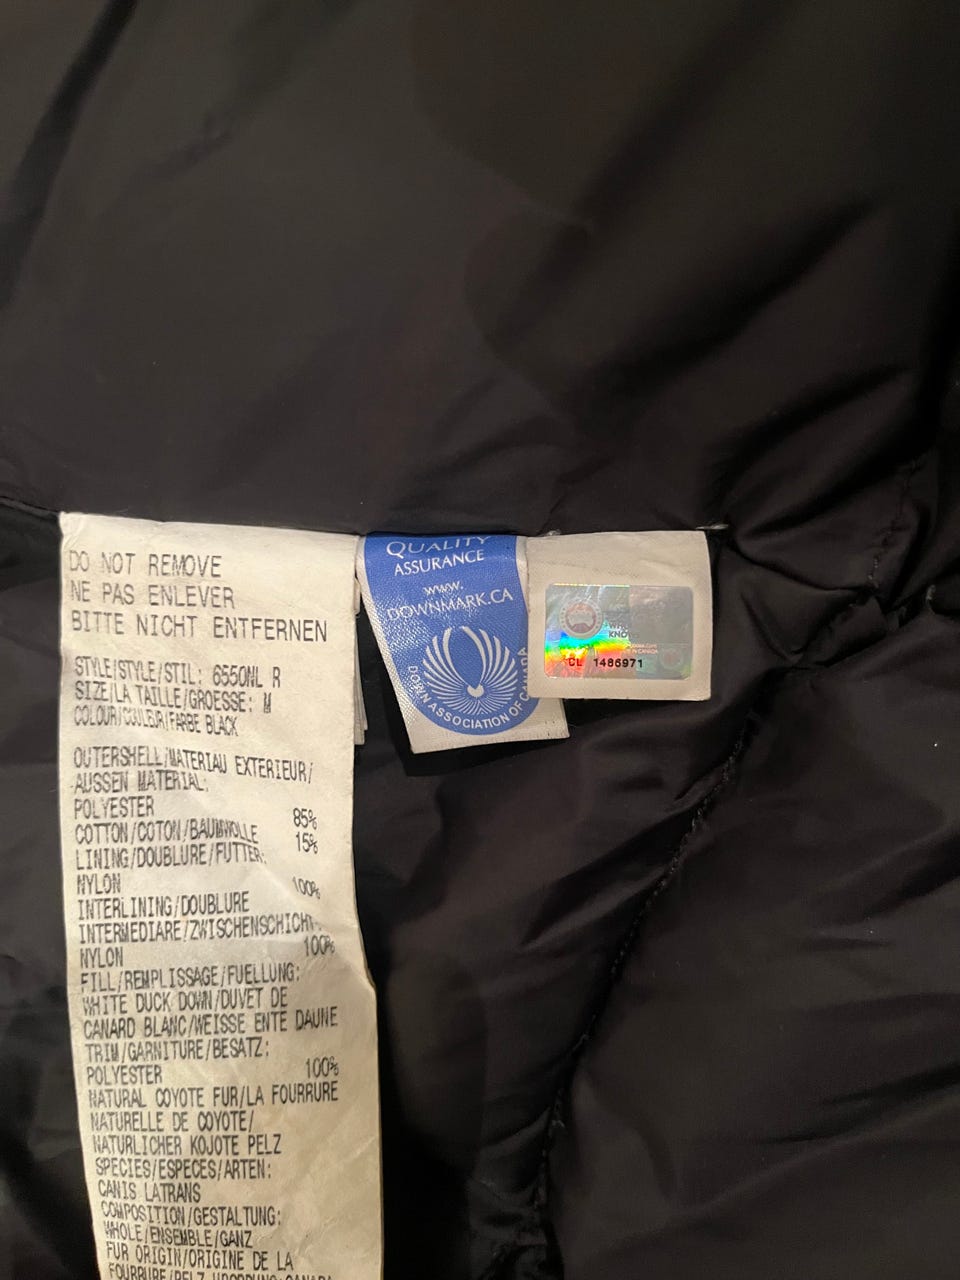 DO NOT REMOVE
NE PAS ENLEVER
BITTE NICHT ENTFERNEN
STYLE/STYLE/STIL: 6550NL R
SIZE/LA TAILLE/GROESSE: M
COLOUR/COULEUR/FARBE BLACK
OUTERSHELL/MATERIAU EXTERIEUR/
AUSSEN MATERIAL:
POLYESTER 85%
COTTON/COTON/BAUMWOLLE 15%
LINING/DOUBLURE/FUTTER:
NYLON 100%
INTERLINING/DOUBLURE
INTERMEDIARE/ZWISCHENSCHICHT:
NYLON 100%
FILL/REMPLISSAGE/FUELLUNG:
WHITE DUCK DOWN/DUVET DE
CANARD BLANC/WEISSE ENTE DAUNE
TRIM/GARNITURE/BESATZ:
POLYESTER 100%
NATURAL COYOTE FUR/LA FOURRURE
NATURELLE DE COYOTE/
NATURLICHER KOJOTE PELZ
SPECIES/ESPECES/ARTEN:
CANIS LATRANS
COMPOSITION/GESTALTUNG:
WHOLE/ENSEMBLE/GANZ
FUR ORIGIN/ORIGINE DE LA
FOURRURE/PELZ URORDUNG:CANADA
QUALITY
ASSURANCE
www.
DOWNMARK.CA
DOWN ASSOCIATION OF CANADA
CL 1486971